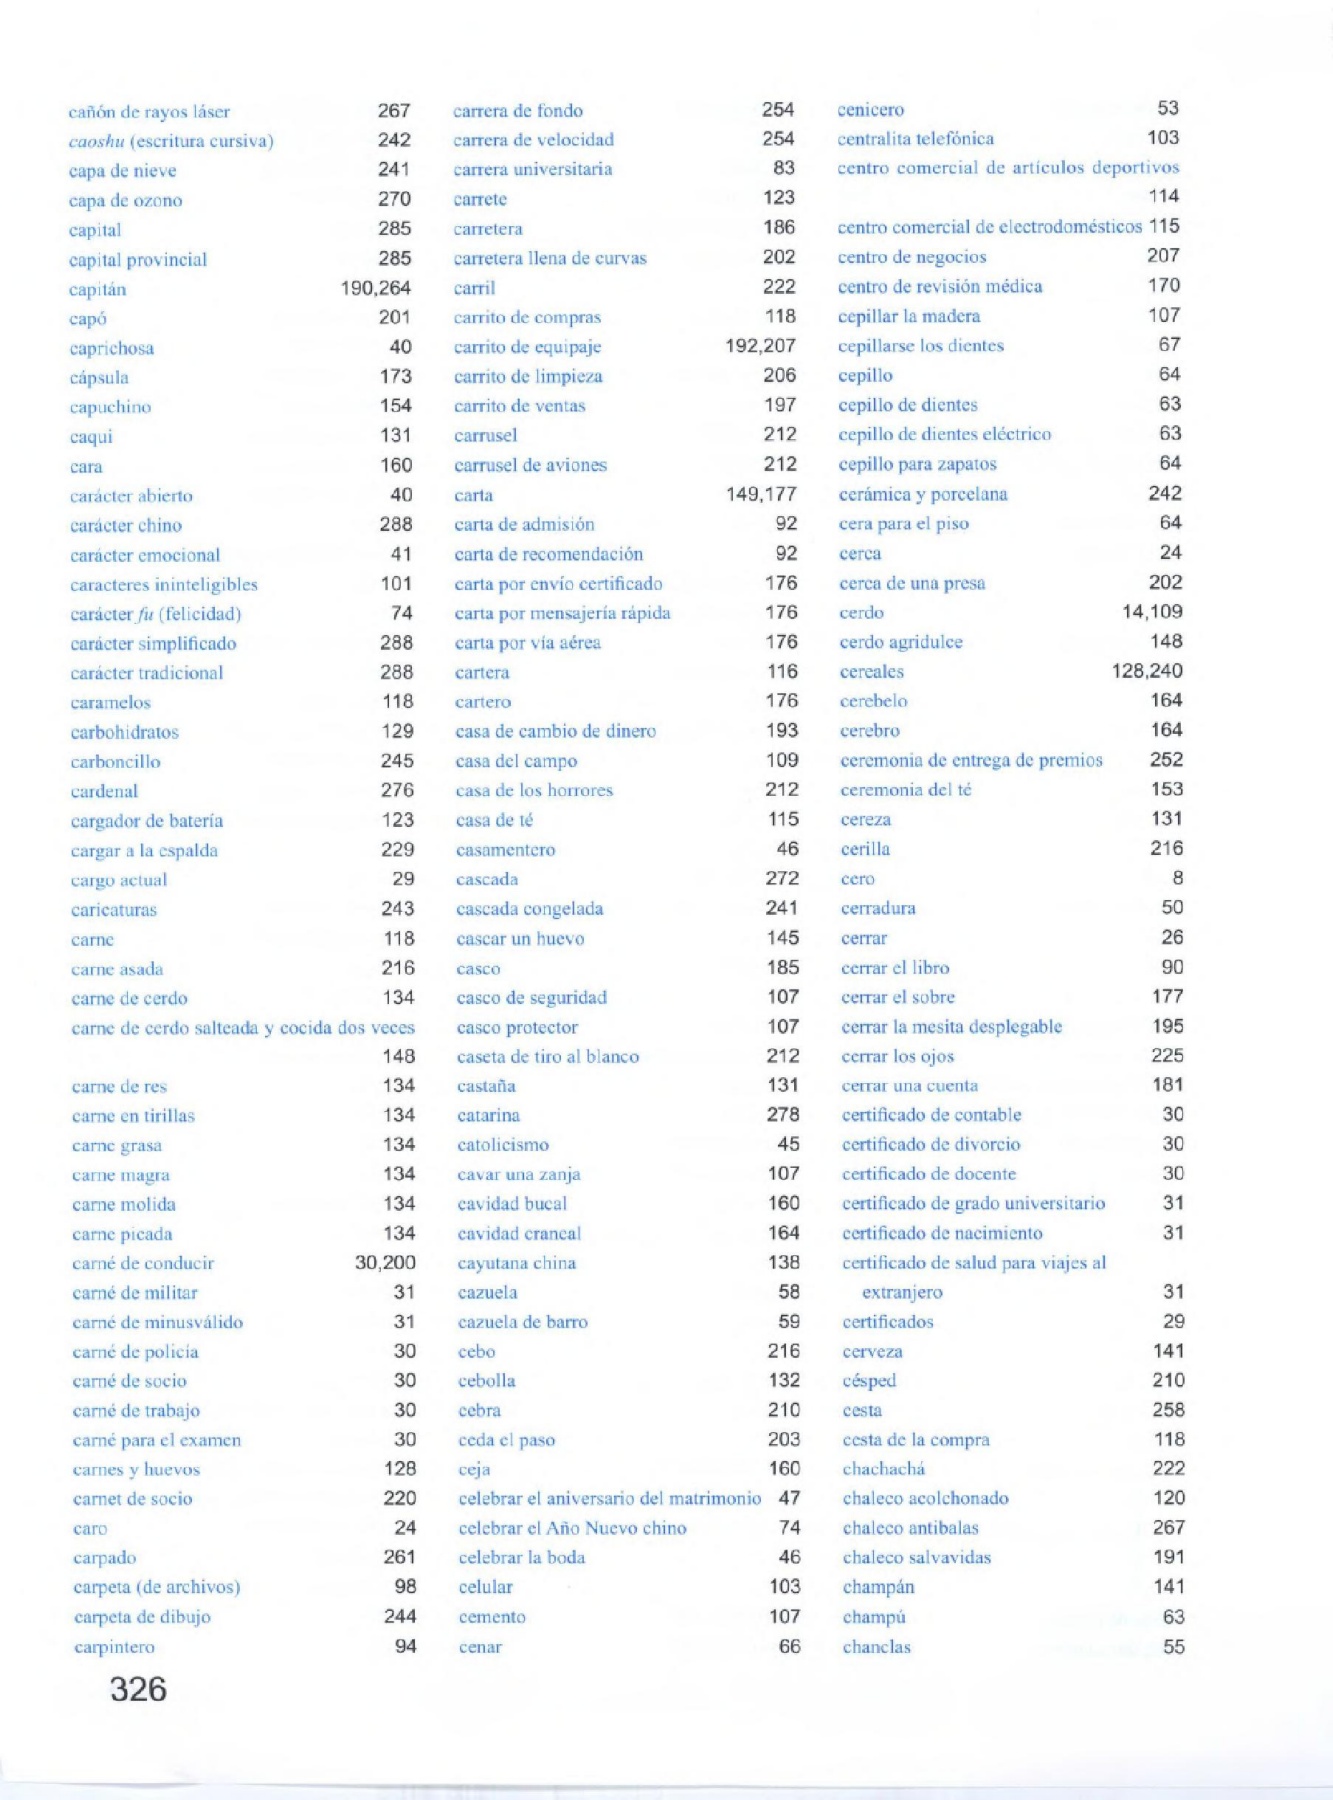 cañón de rayos láser 267
caoshu (escritura cursiva) 242
capa de nieve 241
capa de ozono 270
capital 285
capital provincial 285
capitán 190,264
capó 201
caprichosa 40
cápsula 173
capuchino 154
caqui 131
cara 160
carácter abierto 40
carácter chino 288
carácter emocional 41
caracteres ininteligibles 101
carácter fu (felicidad) 74
carácter simplificado 288
carácter tradicional 288
caramelos 118
carbohidratos 129
carboncillo 245
cardenal 276
cargador de batería 123
cargar a la espalda 229
cargo actual 29
caricaturas 243
carne 118
carne asada 216
carne de cerdo 134
carne de cerdo salteada y cocida dos veces
148
carne de res 134
carne en tirillas 134
carne grasa 134
carne magra 134
carne molida 134
carne picada 134
carné de conducir 30,200
carné de militar 31
carné de minusválido 31
carné de policía 30
carné de socio 30
carné de trabajo 30
carné para el examen 30
carnes y huevos 128
carnet de socio 220
caro 24
carpado 261
carpeta (de archivos) 98
carpeta de dibujo 244
carpintero 94
carrera de fondo 254
carrera de velocidad 254
carrera universitaria 83
carrete 123
carretera 186
carretera llena de curvas 202
carril 222
carrito de compras 118
carrito de equipaje 192,207
carrito de limpieza 206
carrito de ventas 197
carrusel 212
carrusel de aviones 212
carta 149,177
carta de admisión 92
carta de recomendación 92
carta por envío certificado 176
carta por mensajería rápida 176
carta por vía aérea 176
cartera 116
cartero 176
casa de cambio de dinero 193
casa del campo 109
casa de los horrores 212
casa de té 115
casamentero 46
cascada 272
cascada congelada 241
cascar un huevo 145
casco 185
casco de seguridad 107
casco protector 107
caseta de tiro al blanco 212
castaña 131
catarina 278
catolicismo 45
cavar una zanja 107
cavidad bucal 160
cavidad craneal 164
cayutana china 138
cazuela 58
cazuela de barro 59
cebo 216
cebolla 132
cebra 210
ceda el paso 203
ceja 160
celebrar el aniversario del matrimonio 47
celebrar el Año Nuevo chino 74
celebrar la boda 46
celular 103
cemento 107
cenar 66
cenicero 53
centralita telefónica 103
centro comercial de artículos deportivos
114
centro comercial de electrodomésticos 115
centro de negocios 207
centro de revisión médica 170
cepillar la madera 107
cepillarse los dientes 67
cepillo 64
cepillo de dientes 63
cepillo de dientes eléctrico 63
cepillo para zapatos 64
cerámica y porcelana 242
cera para el piso 64
cerca 24
cerca de una presa 202
cerdo 14,109
cerdo agridulce 148
cereales 128,240
cerebelo 164
cerebro 164
ceremonia de entrega de premios 252
ceremonia del té 153
cereza 131
cerilla 216
cero 8
cerradura 50
cerrar 26
cerrar el libro 90
cerrar el sobre 177
cerrar la mesita desplegable 195
cerrar los ojos 225
cerrar una cuenta 181
certificado de contable 30
certificado de divorcio 30
certificado de docente 30
certificado de grado universitario 31
certificado de nacimiento 31
certificado de salud para viajes al
extranjero 31
certificados 29
cerveza 141
césped 210
cesta 258
cesta de la compra 118
chachachá 222
chaleco acolchonado 120
chaleco antibalas 267
chaleco salvavidas 191
champán 141
champú 63
chanclas 55
326